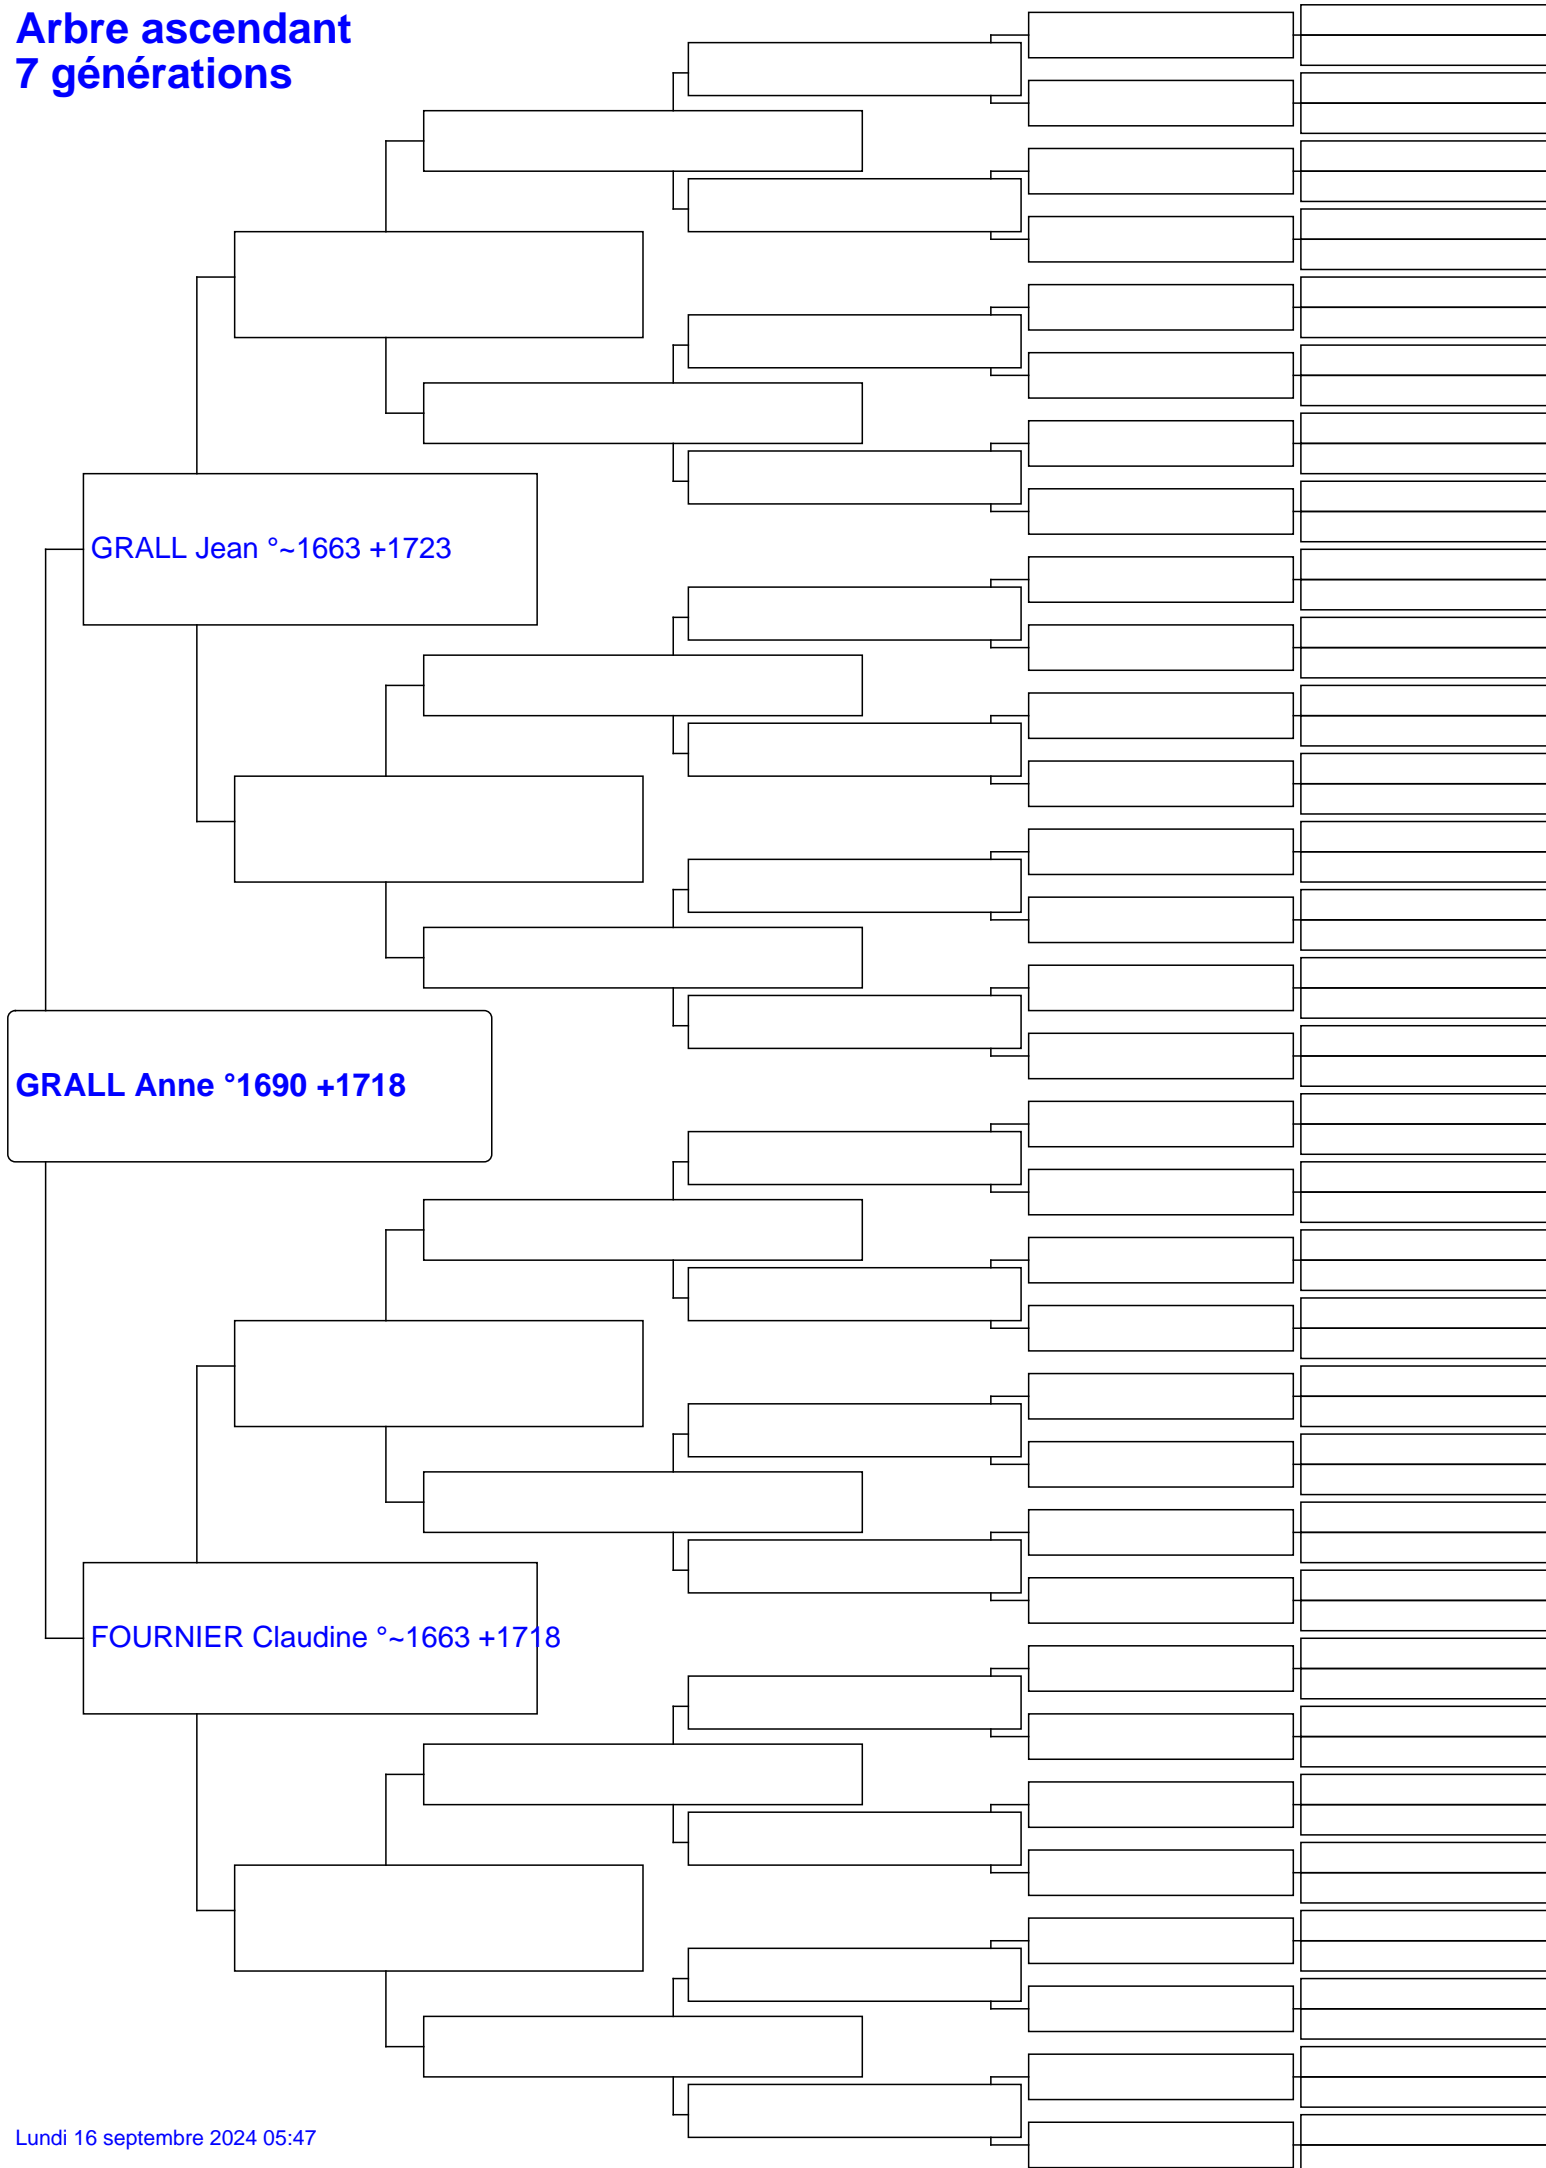 Arbre ascendant
7 générations
GRALL Jean °~1663 +1723
GRALL Anne °1690 +1718
FOURNIER Claudine °~1663 +1718
Lundi 16 septembre 2024 05:47